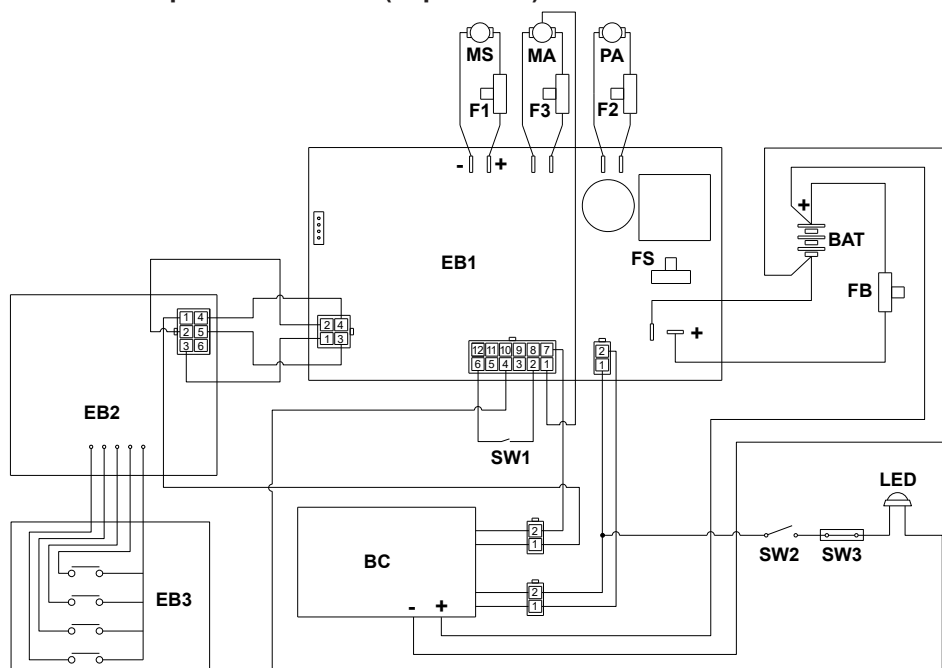 MS MA PA
F1 F3 F2
- +
+
BAT
EB1
FS
FB
+
1 4
2 5
3 6
2 4
1 3
12 11 10 9 8 7
6 5 4 3 2 1
2
1
EB2
SW1
LED
2
1
BC
SW2 SW3
EB3
2
1
- +